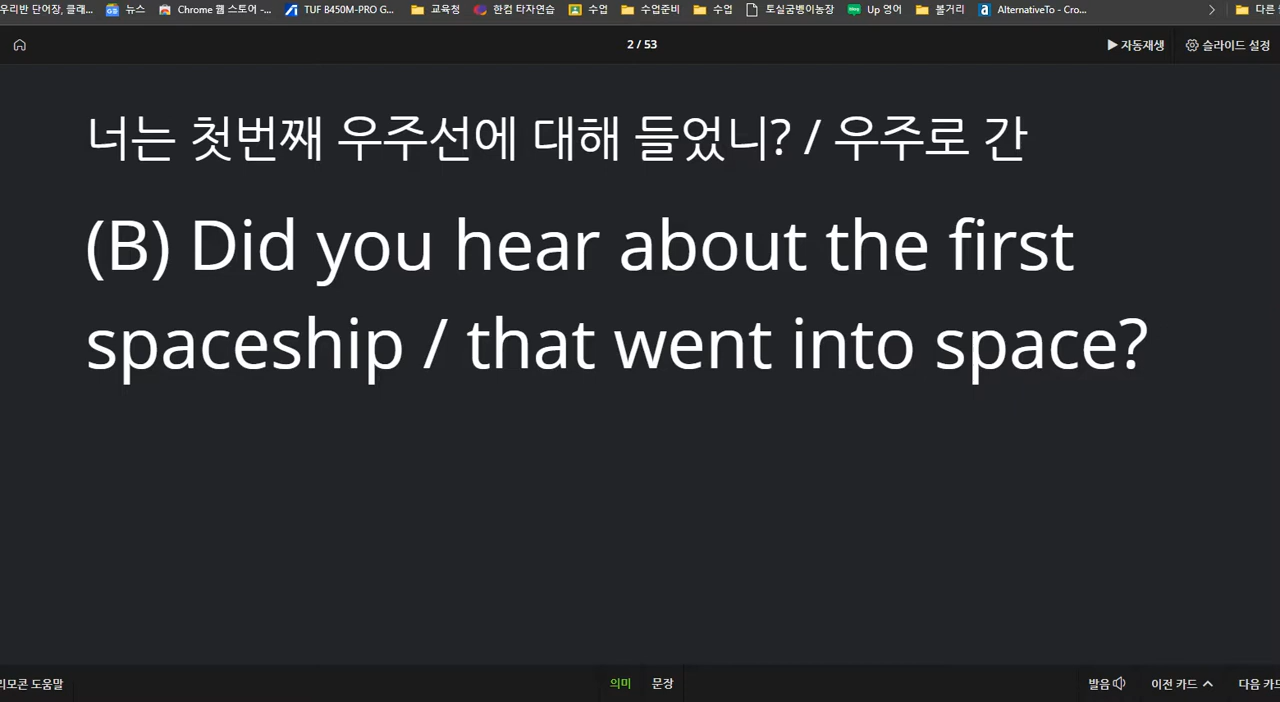 우리반 단어장, 클래... 뉴스 Chrome 웹 스토어 -... TUF B450M-PRO G... 교육청 한컴 타자연습 수업 수업준비 수업 토실굼벵이농장 Up 영어 볼거리 AlternativeTo - Cro... 다른
2 / 53 자동재생 슬라이드 설정
너는 첫번째 우주선에 대해 들었니? / 우주로 간
(B) Did you hear about the first
spaceship / that went into space?
리모콘 도움말 의미 문장 발음 이전 카드 다음 카드